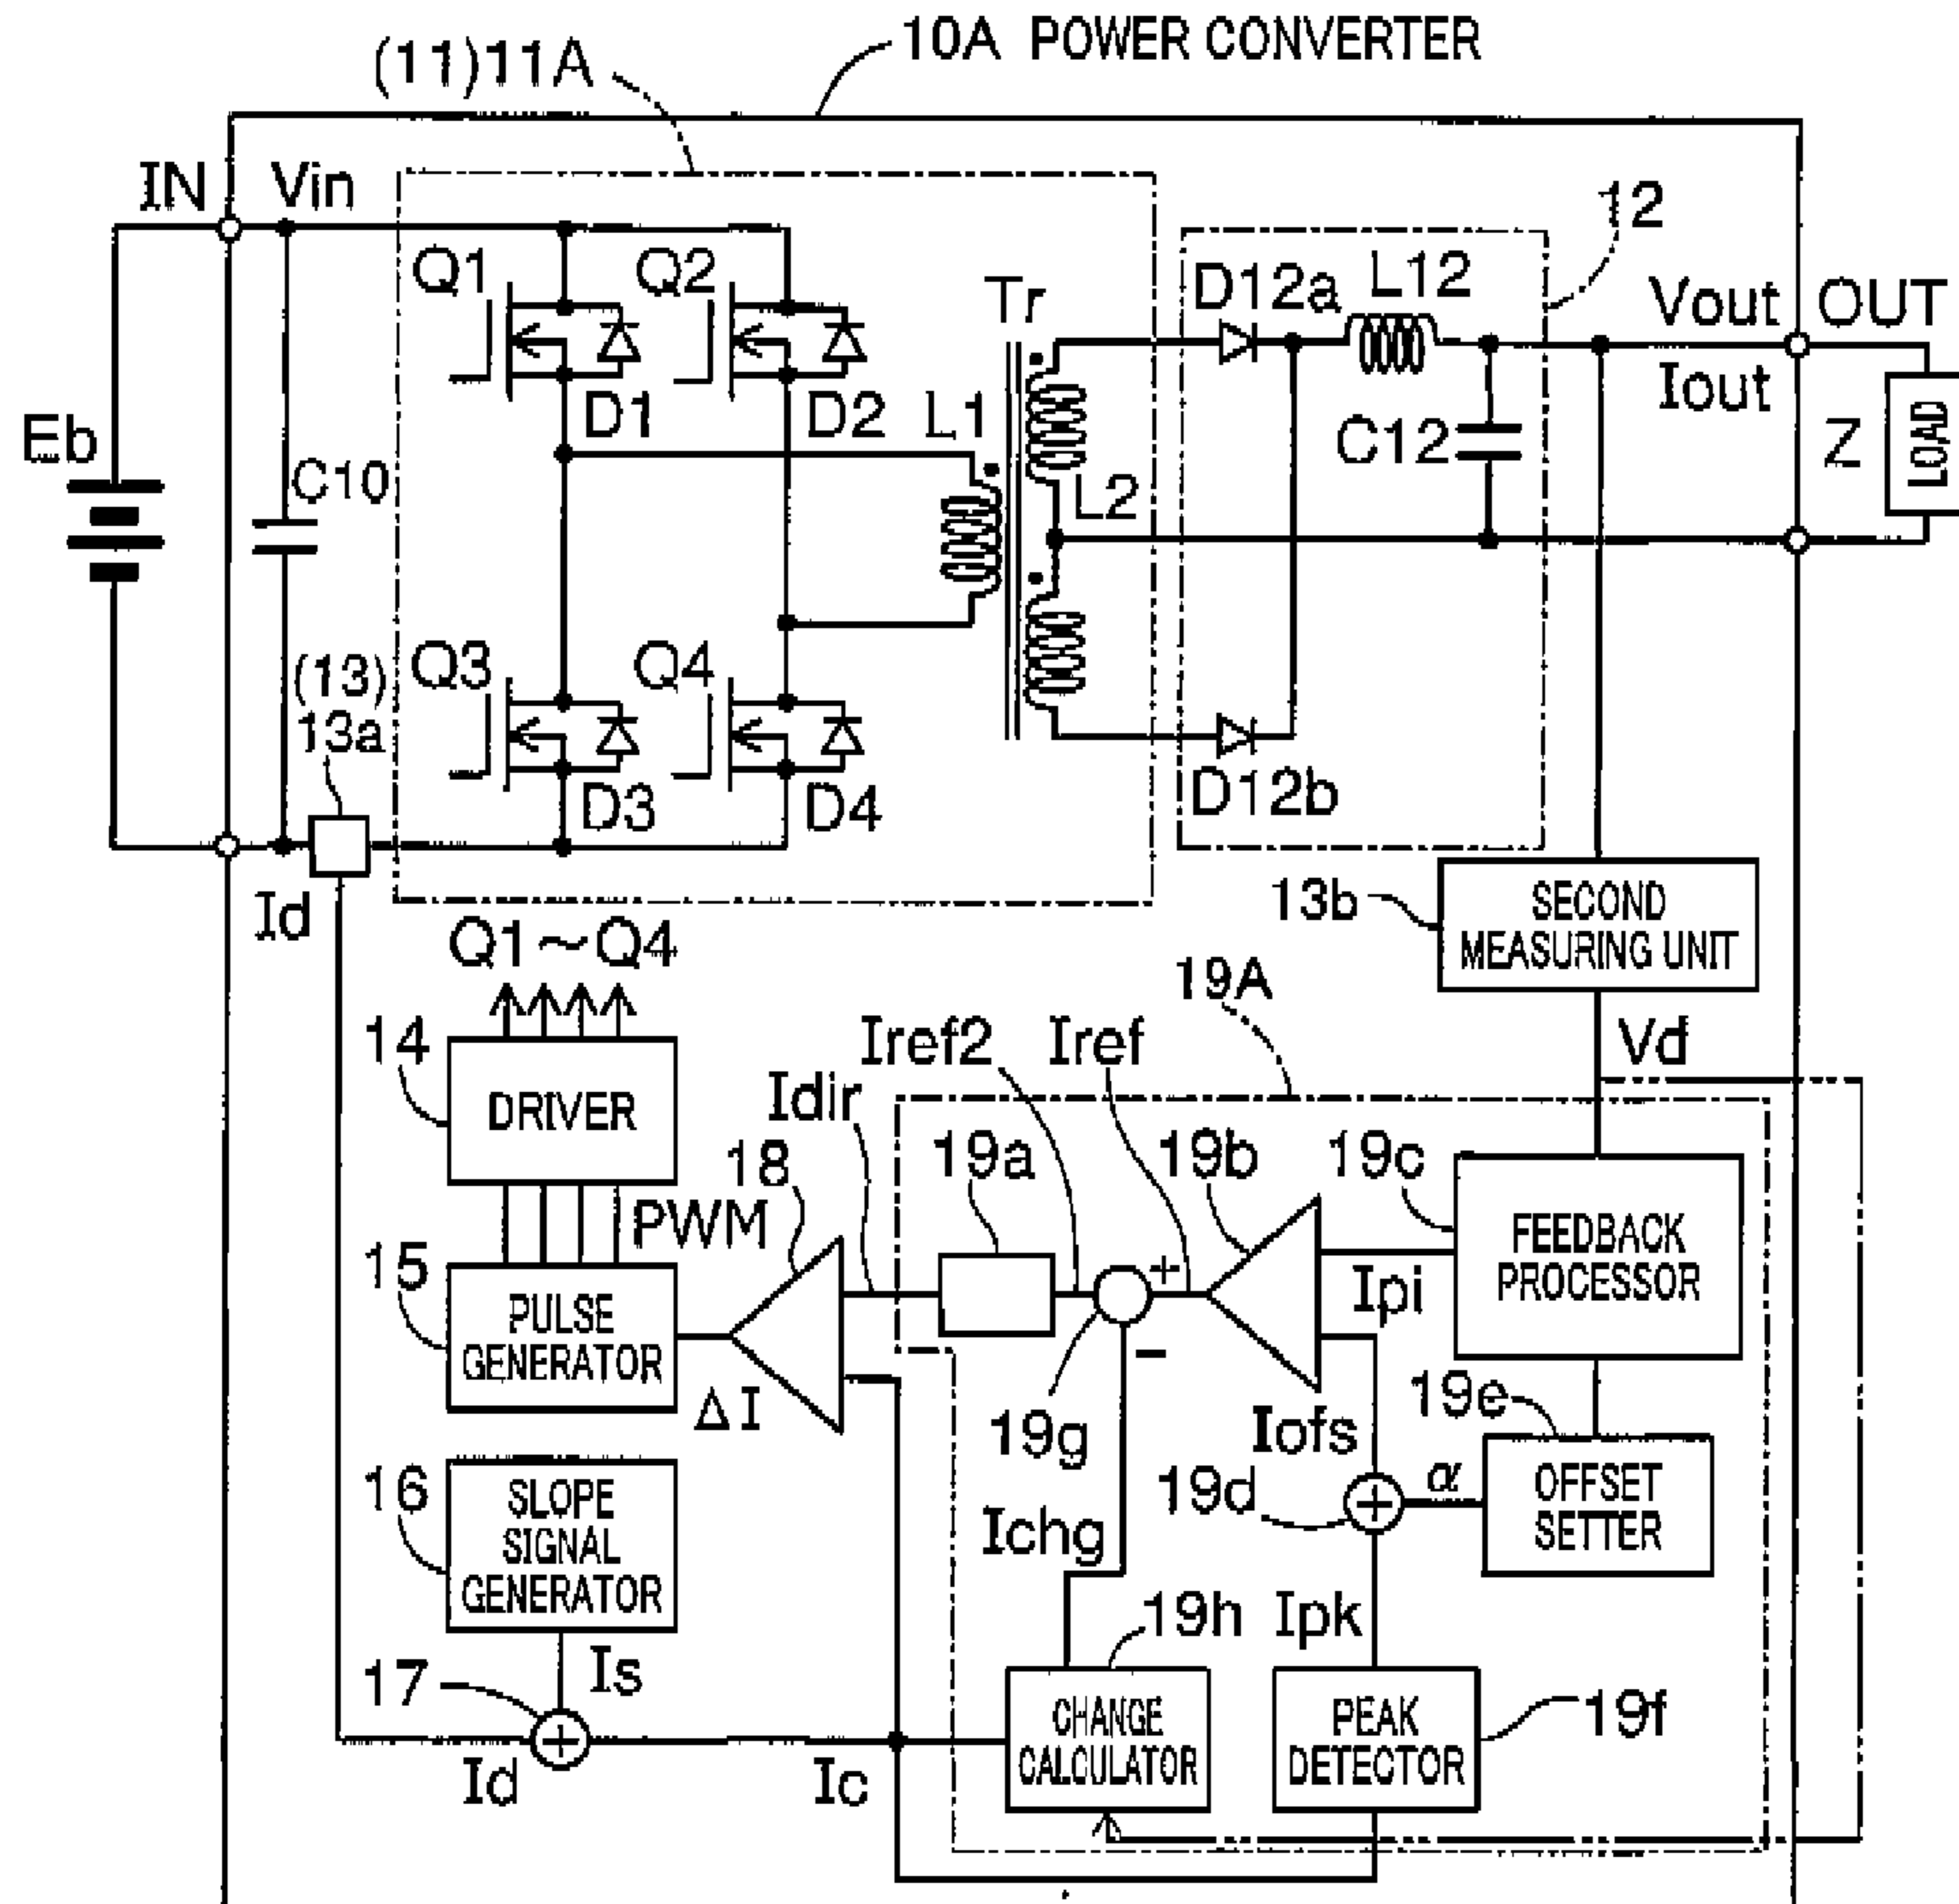 10A POWER CONVERTER
(11)11A
IN
Vin
12
Q1
Q2
Tr
D12a
L12
Vout
OUT
D1
D2
L1
Iout
Eb
C10
L2
C12
Z
LOAD
(13)
13a
Q3
Q4
D3
D4
D12b
Id
13b
SECOND
MEASURING UNIT
Q1～Q4
19A
Vd
14
DRIVER
Iref2
Iref
Idir
18
19a
19b
19c
PWM
FEEDBACK
PROCESSOR
15
PULSE
GENERATOR
+
Ipi
-
ΔI
19g
Iofs
19e
16
SLOPE
SIGNAL
GENERATOR
Ichg
19d
+
α
OFFSET
SETTER
19h
Ipk
17
Is
+
Id
Ic
CHANGE
CALCULATOR
PEAK
DETECTOR
19f